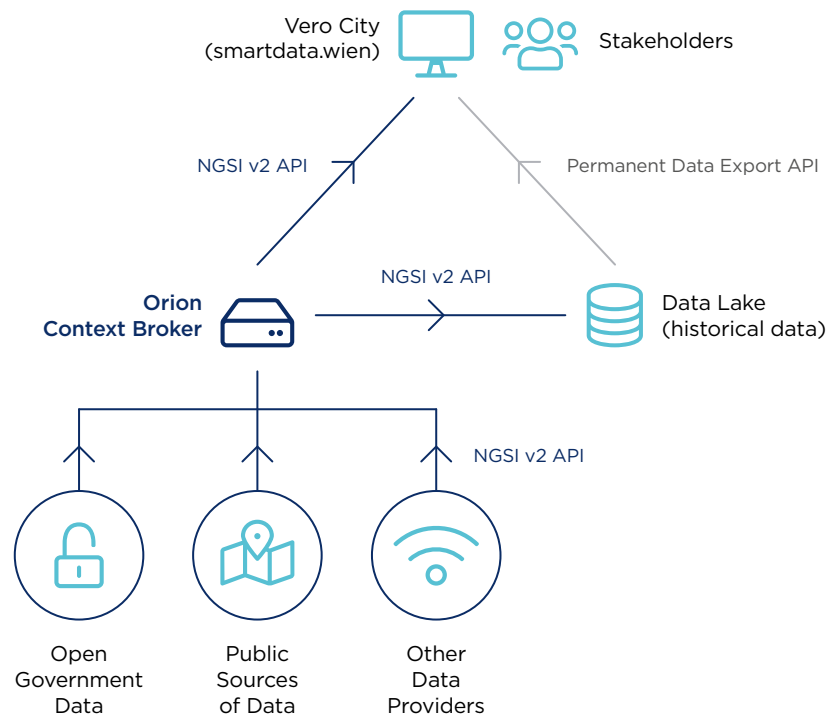 Vero City
(smartdata.wien)
Stakeholders
NGSI v2 API
Permanent Data Export API
NGSI v2 API
Orion
Context Broker
Data Lake
(historical data)
NGSI v2 API
Open
Government
Data
Public
Sources
of Data
Other
Data
Providers